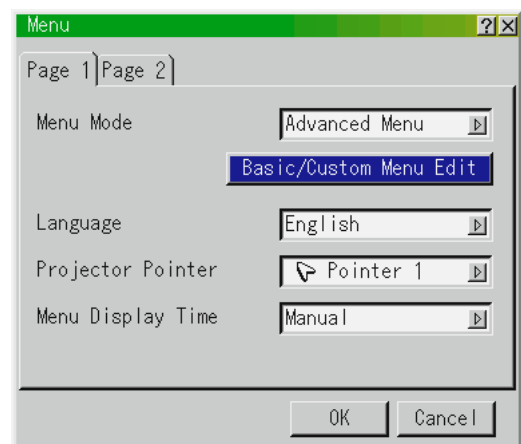 Menu ?
Page 1 Page 2
Menu Mode Advanced Menu
Basic/Custom Menu Edit
Language English
Projector Pointer Pointer 1
Menu Display Time Manual
OK Cancel